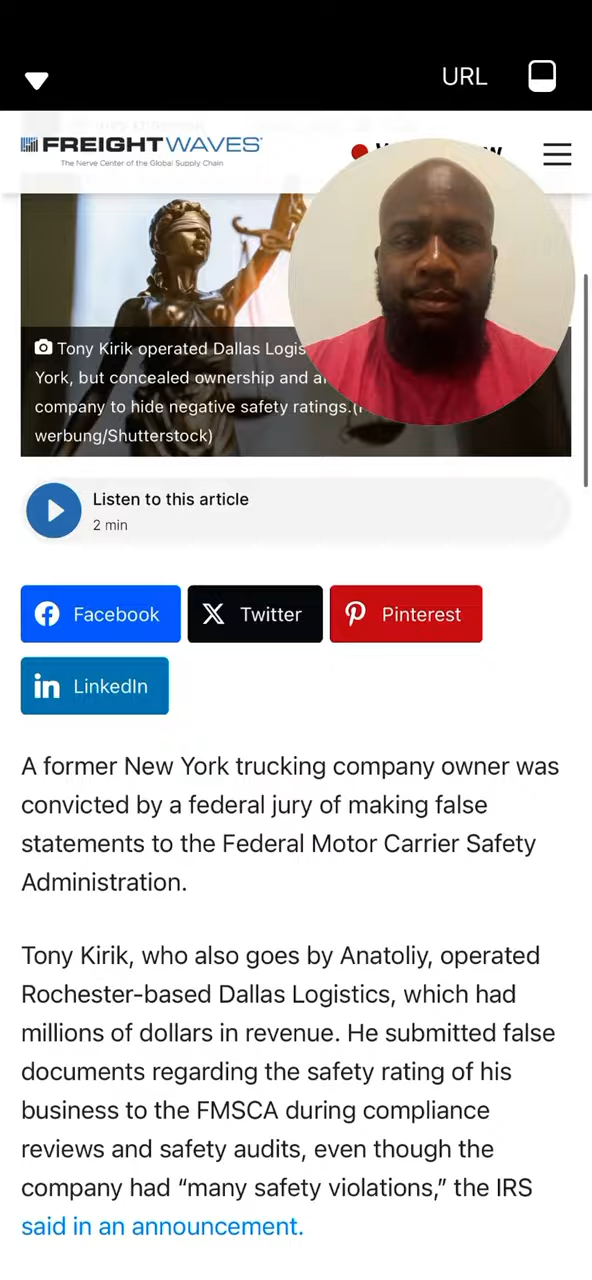 URL
FREIGHTWAVES
The Nerve Center of the Global Supply Chain
Tony Kirik operated Dallas Logis
York, but concealed ownership and a
company to hide negative safety ratings.(
werbung/Shutterstock)
Listen to this article
2 min
Facebook
Twitter
Pinterest
LinkedIn
A former New York trucking company owner was
convicted by a federal jury of making false
statements to the Federal Motor Carrier Safety
Administration.
Tony Kirik, who also goes by Anatoliy, operated
Rochester-based Dallas Logistics, which had
millions of dollars in revenue. He submitted false
documents regarding the safety rating of his
business to the FMSCA during compliance
reviews and safety audits, even though the
company had “many safety violations,” the IRS
said in an announcement.